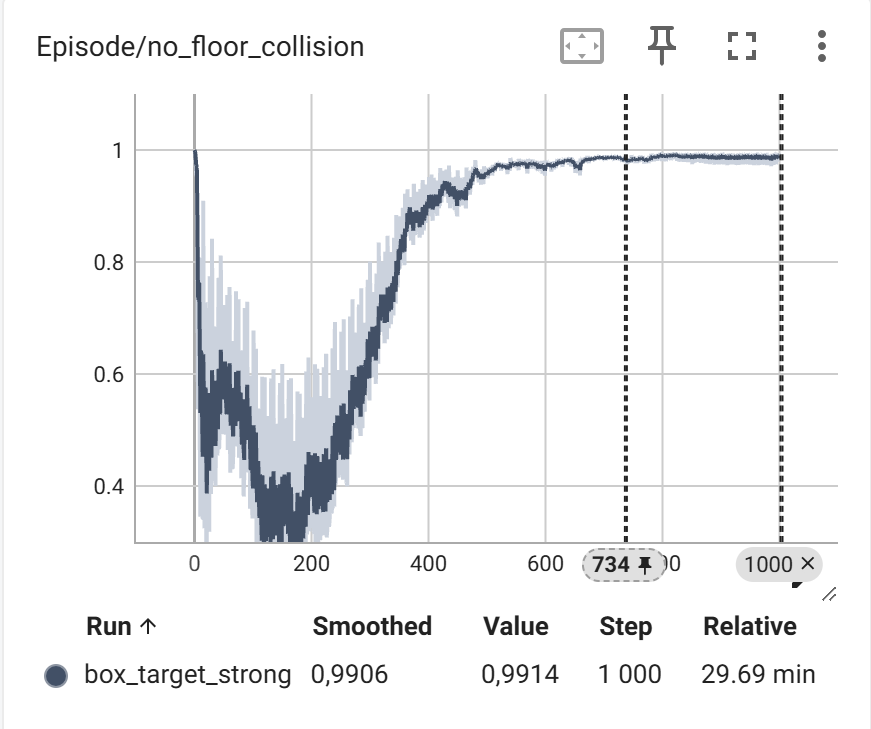 Episode/no_floor_collision
1
0.8
0.6
0.4
0 200 400 600 734 00 1000 ×
Run ↑ Smoothed Value Step Relative
box_target_strong 0,9906 0,9914 1 000 29.69 min